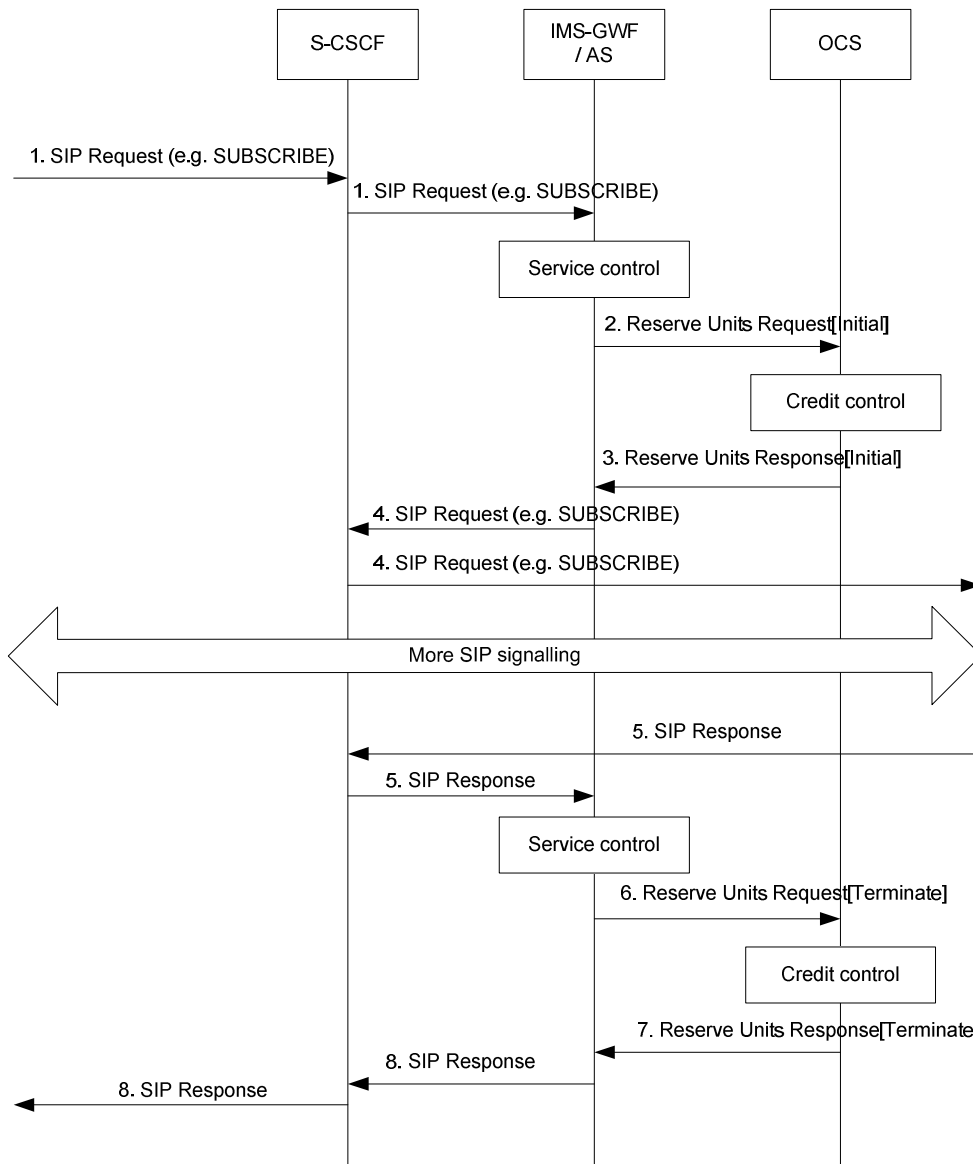 S-CSCF
IMS-GWF
/ AS
OCS
1. SIP Request (e.g. SUBSCRIBE)
1. SIP Request (e.g. SUBSCRIBE)
Service control
2. Reserve Units Request[Initial]
Credit control
3. Reserve Units Response[Initial]
4. SIP Request (e.g. SUBSCRIBE)
4. SIP Request (e.g. SUBSCRIBE)
More SIP signalling
5. SIP Response
5. SIP Response
Service control
6. Reserve Units Request[Terminate]
Credit control
7. Reserve Units Response[Terminate
8. SIP Response
8. SIP Response